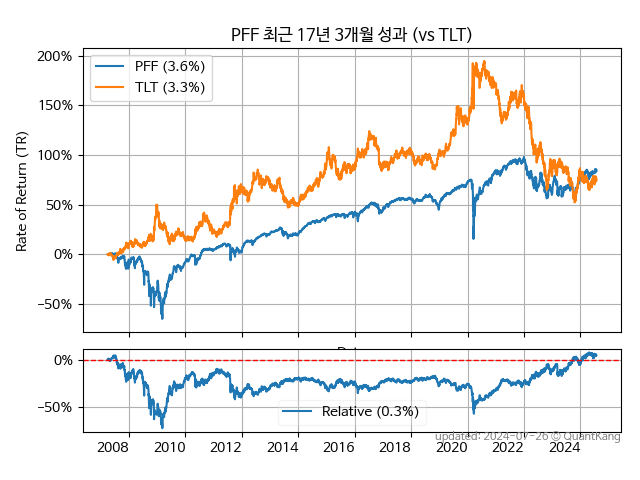 PFF 최근 17년 3개월 성과 (vs TLT)
Rate of Return (TR)
200%
150%
100%
50%
0%
−50%
PFF (3.6%)
TLT (3.3%)
0%
−50%
Relative (0.3%)
2008 2010 2012 2014 2016 2018 2020 2022 2024
updated: 2024-07-26 © QuantKang